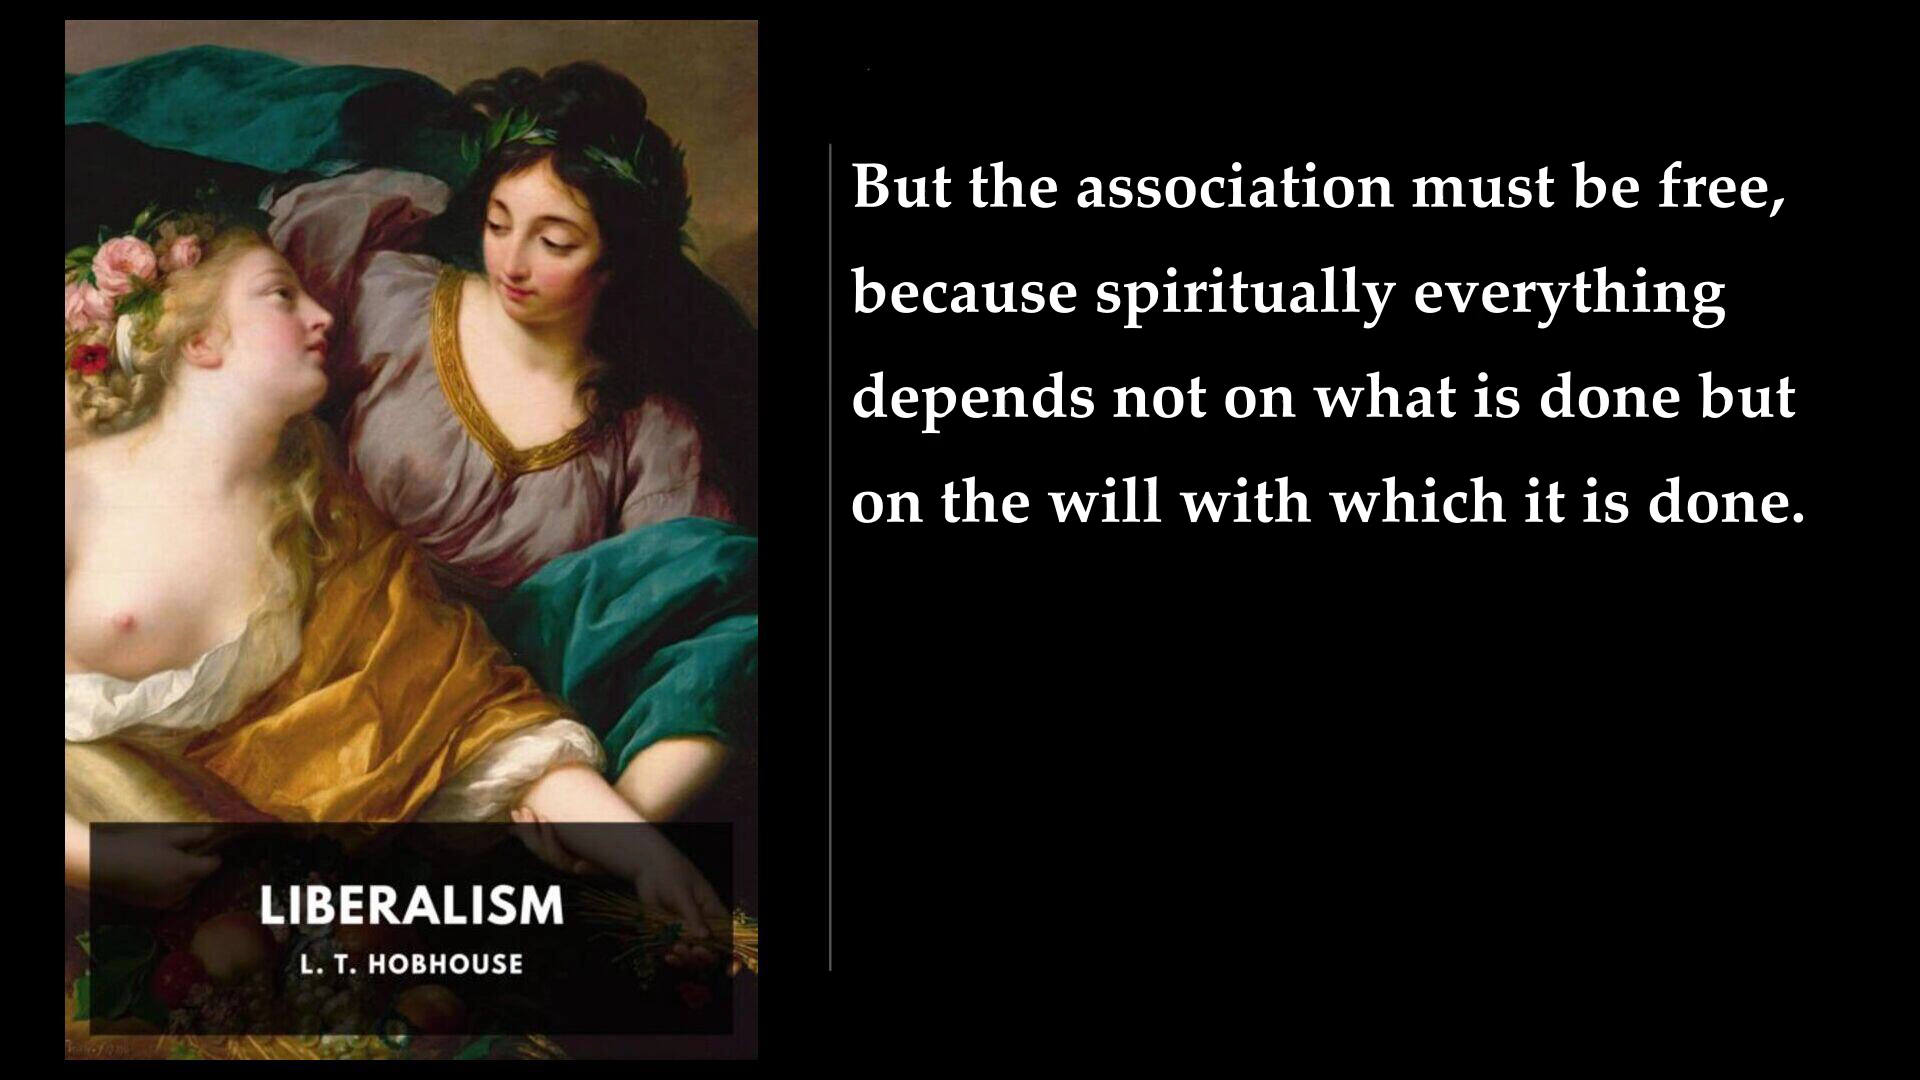 But the association must be free,
because spiritually everything
depends not on what is done but
on the will with which it is done.
LIBERALISM
L. T. HOBHOUSE